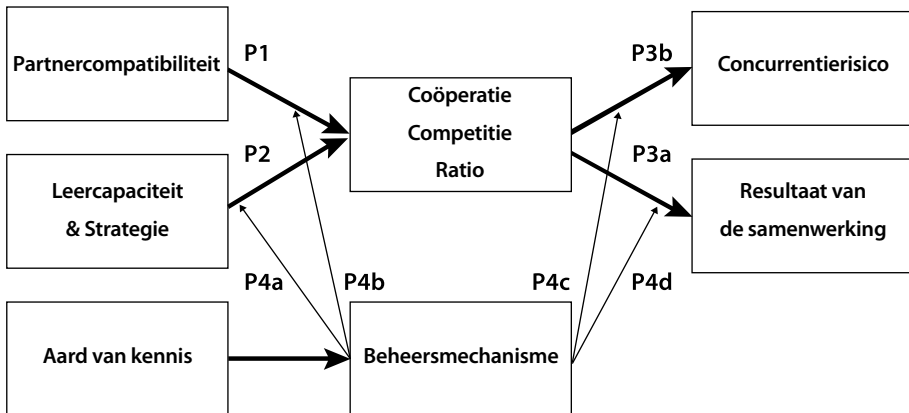 Partnercompatibiliteit
P1
Coöperatie
Competitie
Ratio
P3b
Concurrentierisico
Leercapaciteit
& Strategie
P2
P3a
Resultaat van
de samenwerking
P4a
P4b
P4c
P4d
Aard van kennis
Beheersmechanisme